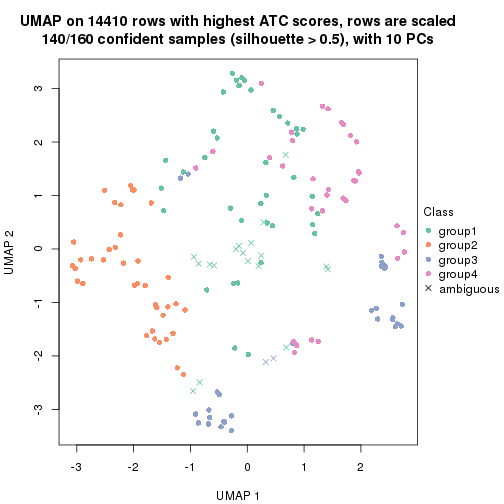 UMAP on 14410 rows with highest ATC scores, rows are scaled
140/160 confident samples (silhouette > 0.5), with 10 PCs
3
2
1
0
-1
-2
-3
UMAP 2
-3
-2
-1
0
1
2
UMAP 1
Class
group1
group2
group3
group4
ambiguous